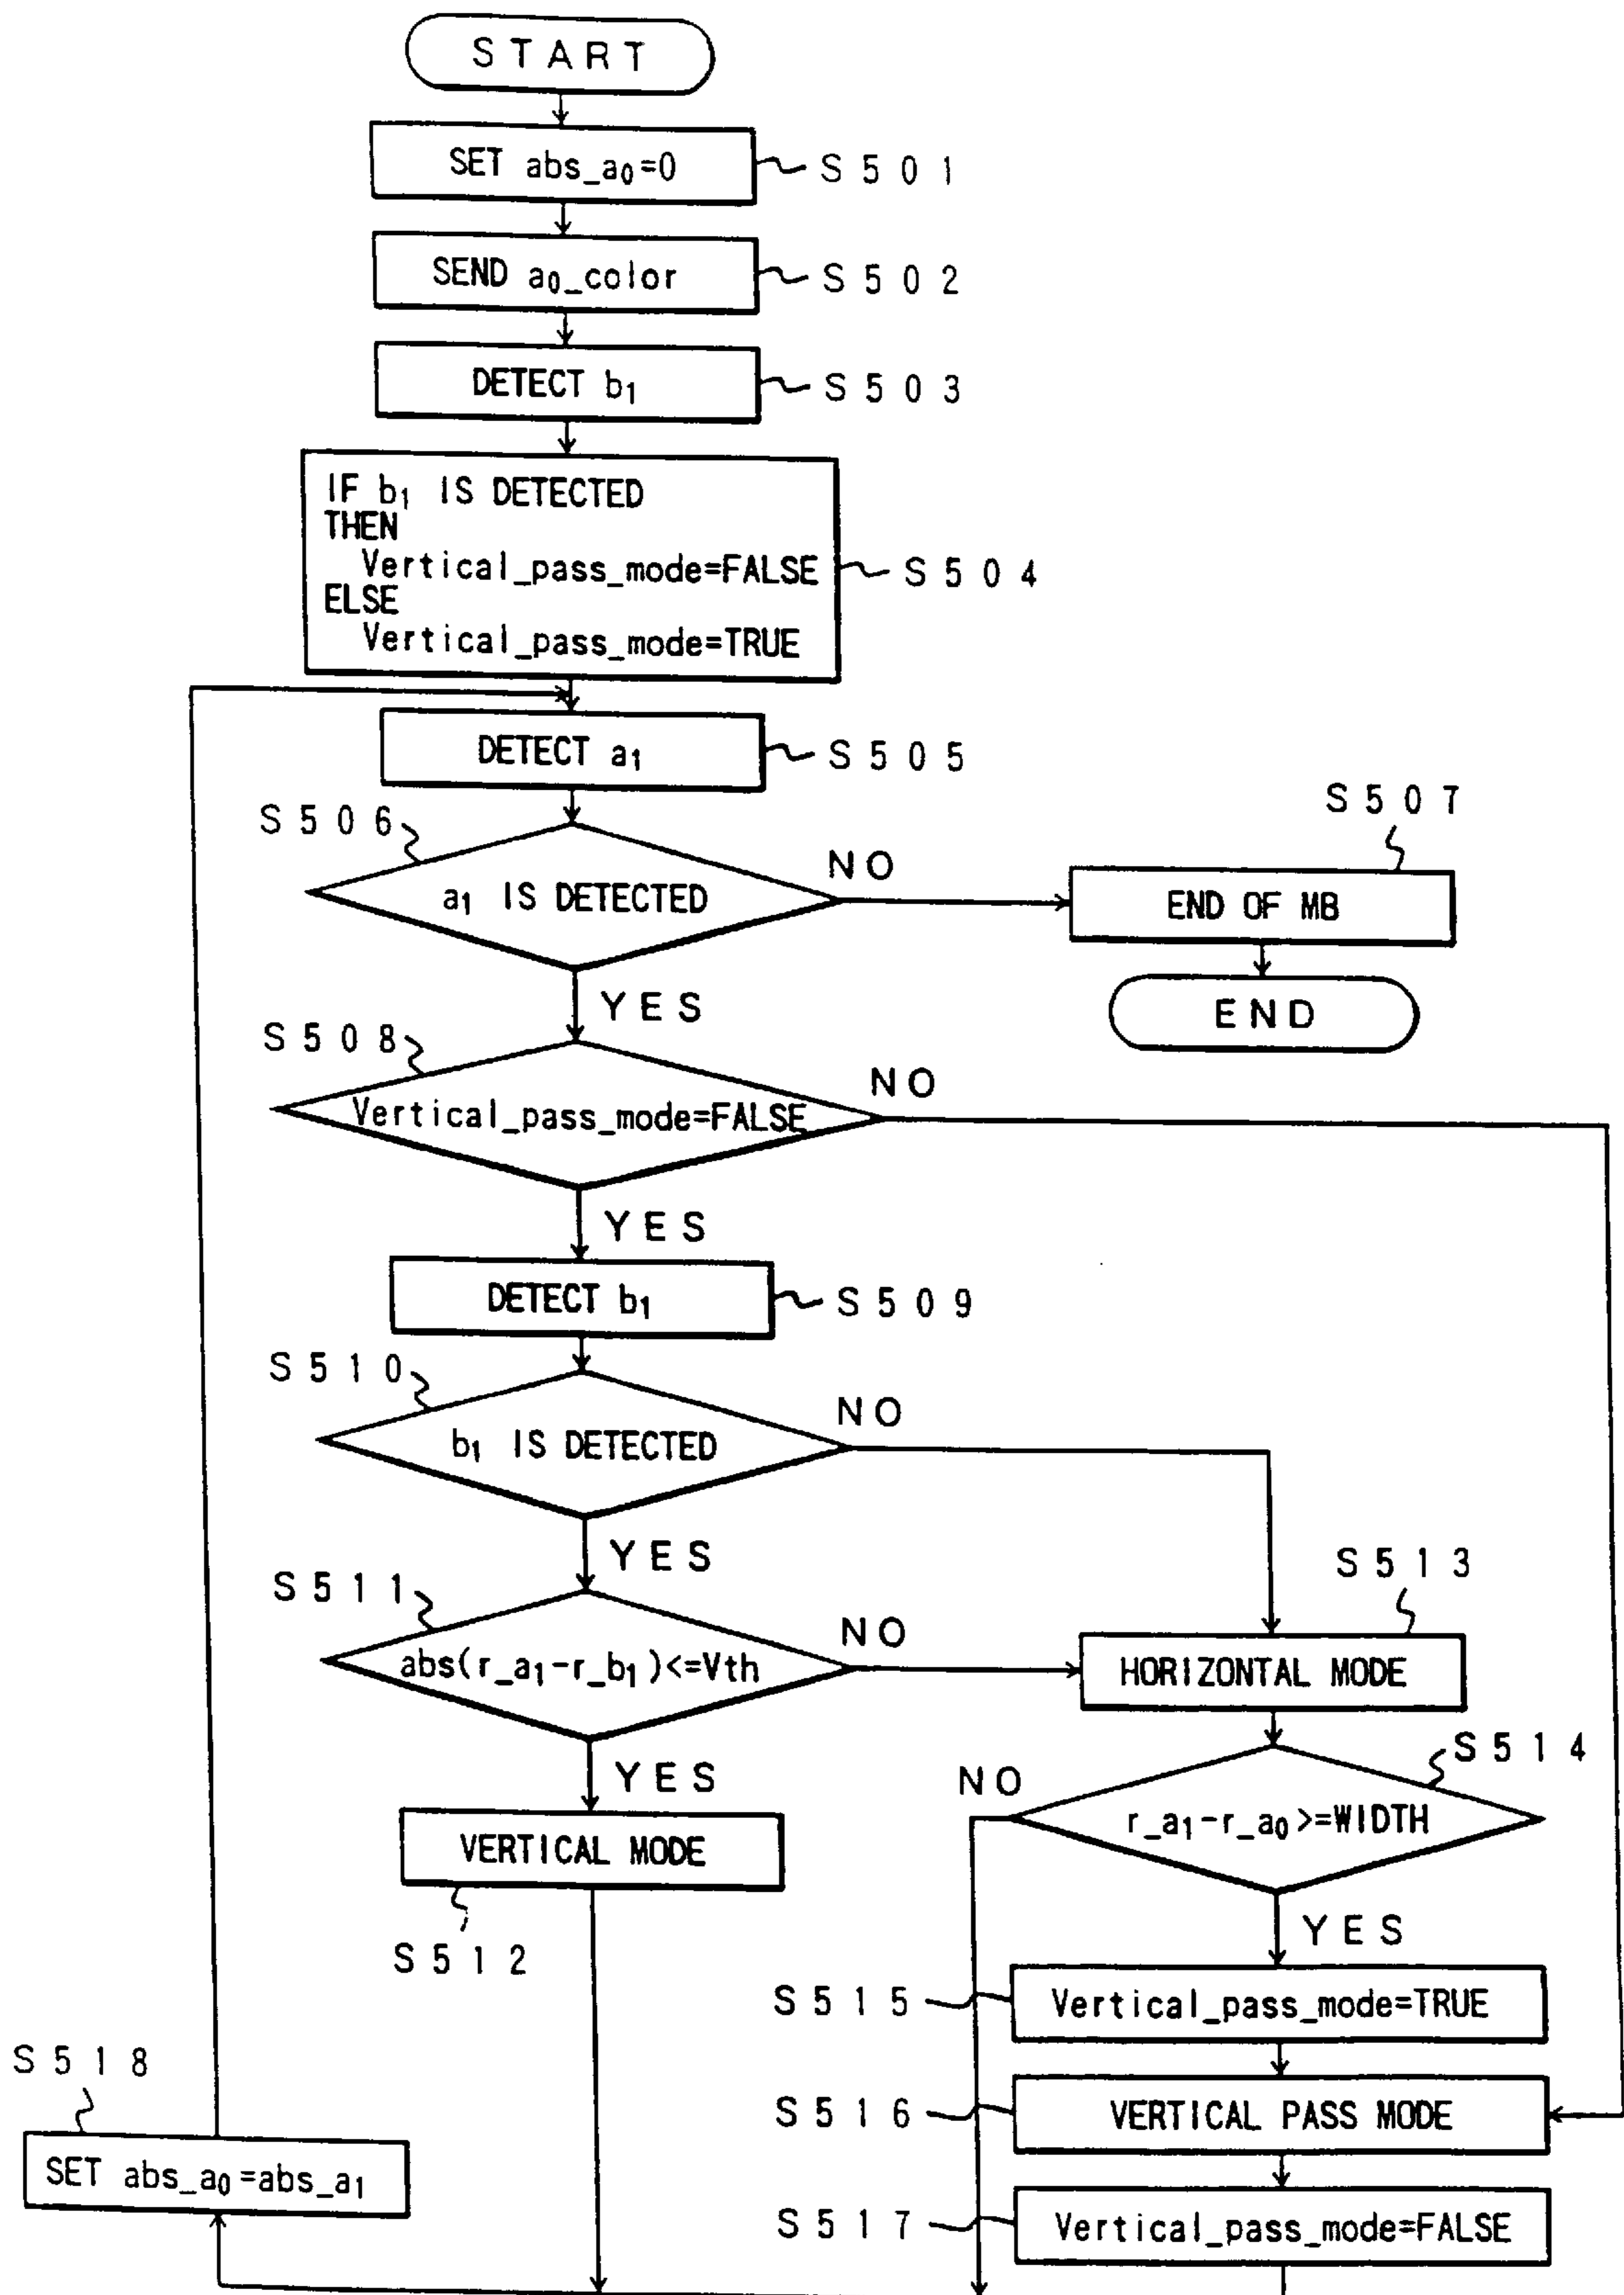 START
SET abs_a0=0
S501
SEND a0_color
S502
DETECT b1
S503
IF b1 IS DETECTED
THEN
Vertical_pass_mode=FALSE
ELSE
Vertical_pass_mode=TRUE
S504
DETECT a1
S505
S506
a1 IS DETECTED
NO
S507
END OF MB
END
YES
S508
Vertical_pass_mode=FALSE
NO
YES
DETECT b1
S509
S510
b1 IS DETECTED
NO
YES
S511
abs(r_a1-r_b1)<=Vth
NO
S513
HORIZONTAL MODE
YES
VERTICAL MODE
S512
S514
NO
r_a1-r_a0>=WIDTH
YES
S515
Vertical_pass_mode=TRUE
S516
VERTICAL PASS MODE
S517
Vertical_pass_mode=FALSE
S518
SET abs_a0=abs_a1